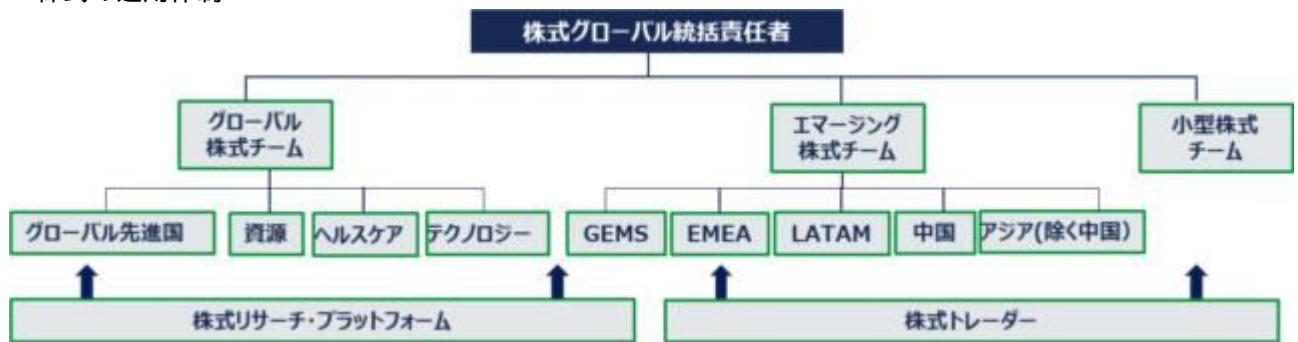 株式グローバル統括責任者
グローバル
株式チーム
エマージング
株式チーム
小型株式
チーム
グローバル先進国
資源
ヘルスケア
テクノロジー
GEMS
EMEA
LATAM
中国
アジア(除く中国)
株式リサーチ・プラットフォーム
株式トレーダー